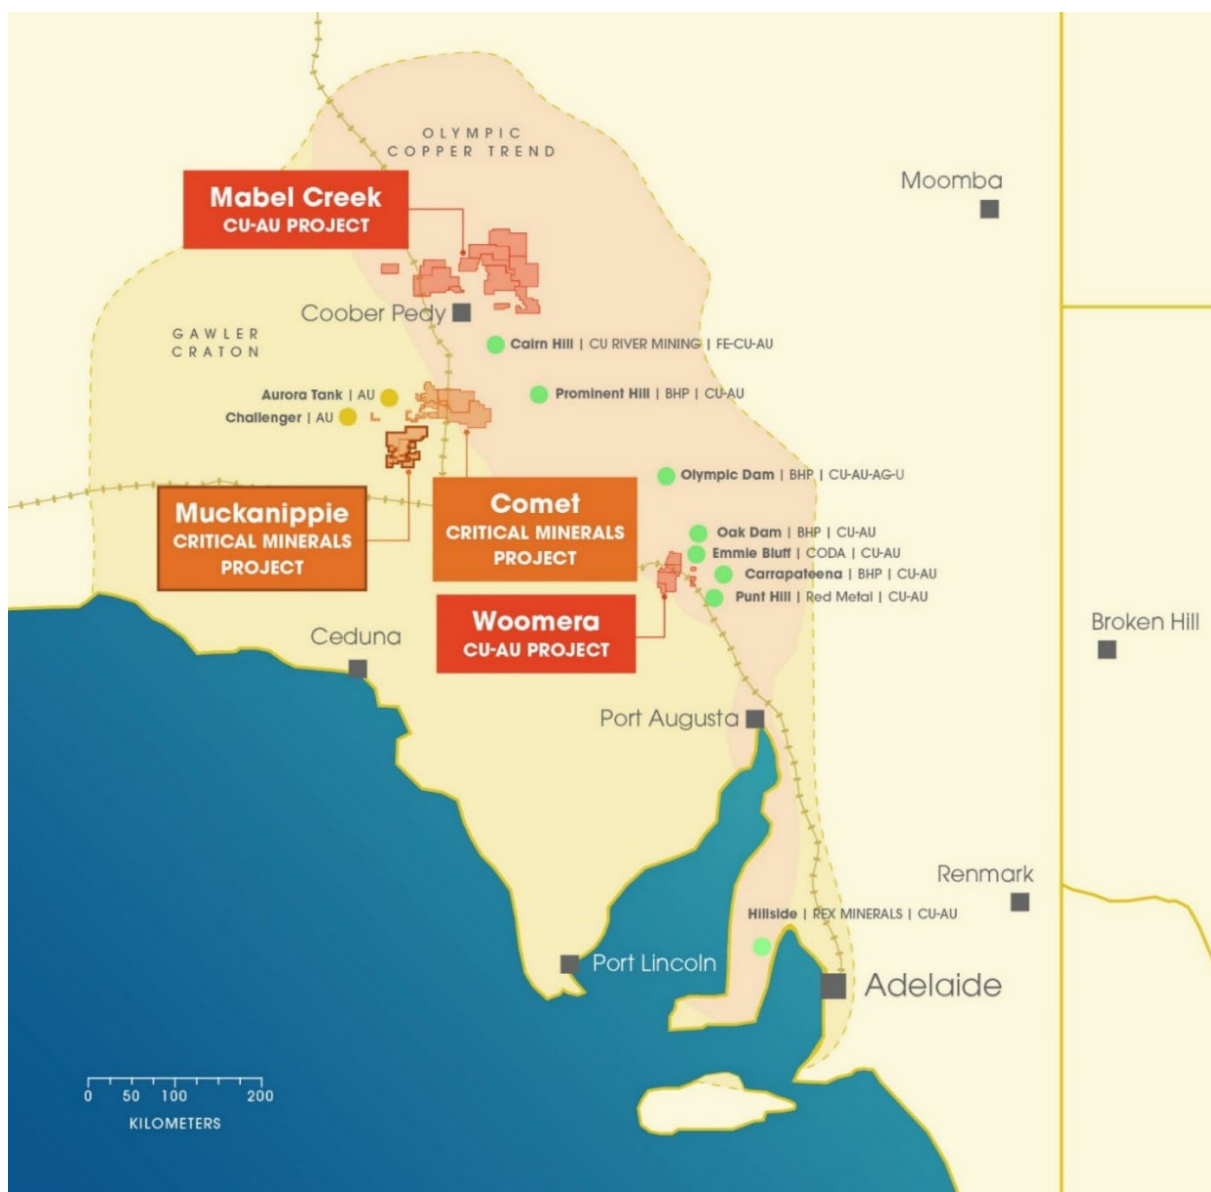 OLYMPIC
COPPER TREND
Moomba
Mabel Creek
CU-AU PROJECT
Coober Pedy
GAWLER
CRATON
Cairn Hill | CU RIVER MINING | FE-CU-AU
Aurora Tank | AU
Prominent Hill | BHP | CU-AU
Challenger | AU
Olympic Dam | BHP | CU-AU-AG-U
Muckanippie
CRITICAL MINERALS
PROJECT
Comet
CRITICAL MINERALS
PROJECT
Oak Dam | BHP | CU-AU
Emmie Bluff | CODA | CU-AU
Carrapateena | BHP | CU-AU
Punt Hill | Red Metal | CU-AU
Woomera
CU-AU PROJECT
Ceduna
Broken Hill
Port Augusta
Renmark
Hillside | REX MINERALS | CU-AU
Port Lincoln
Adelaide
0 50 100 200
KILOMETERS